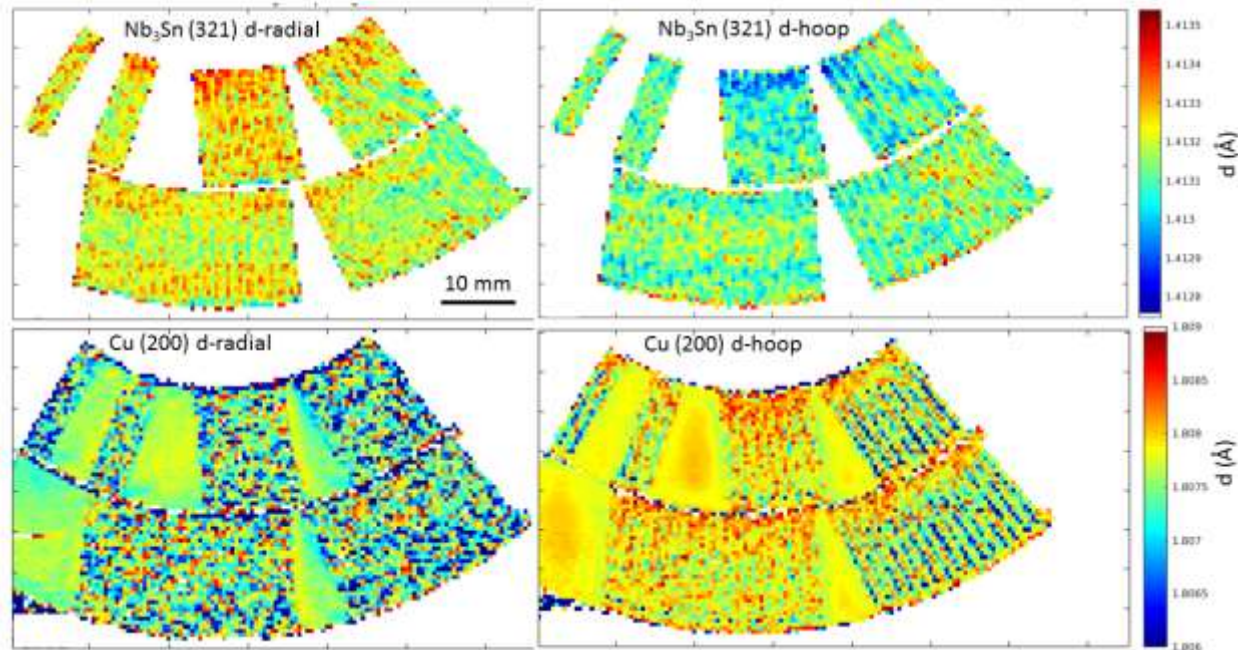 Nb₃Sn (321) d-radial
Nb₃Sn (321) d-hoop
10 mm
1.4135
1.4134
1.4133
1.4132
1.4131
1.413
1.4129
1.4128
d (Å)
Cu (200) d-radial
Cu (200) d-hoop
1.809
1.8085
1.808
1.8075
1.807
1.8065
1.806
d (Å)